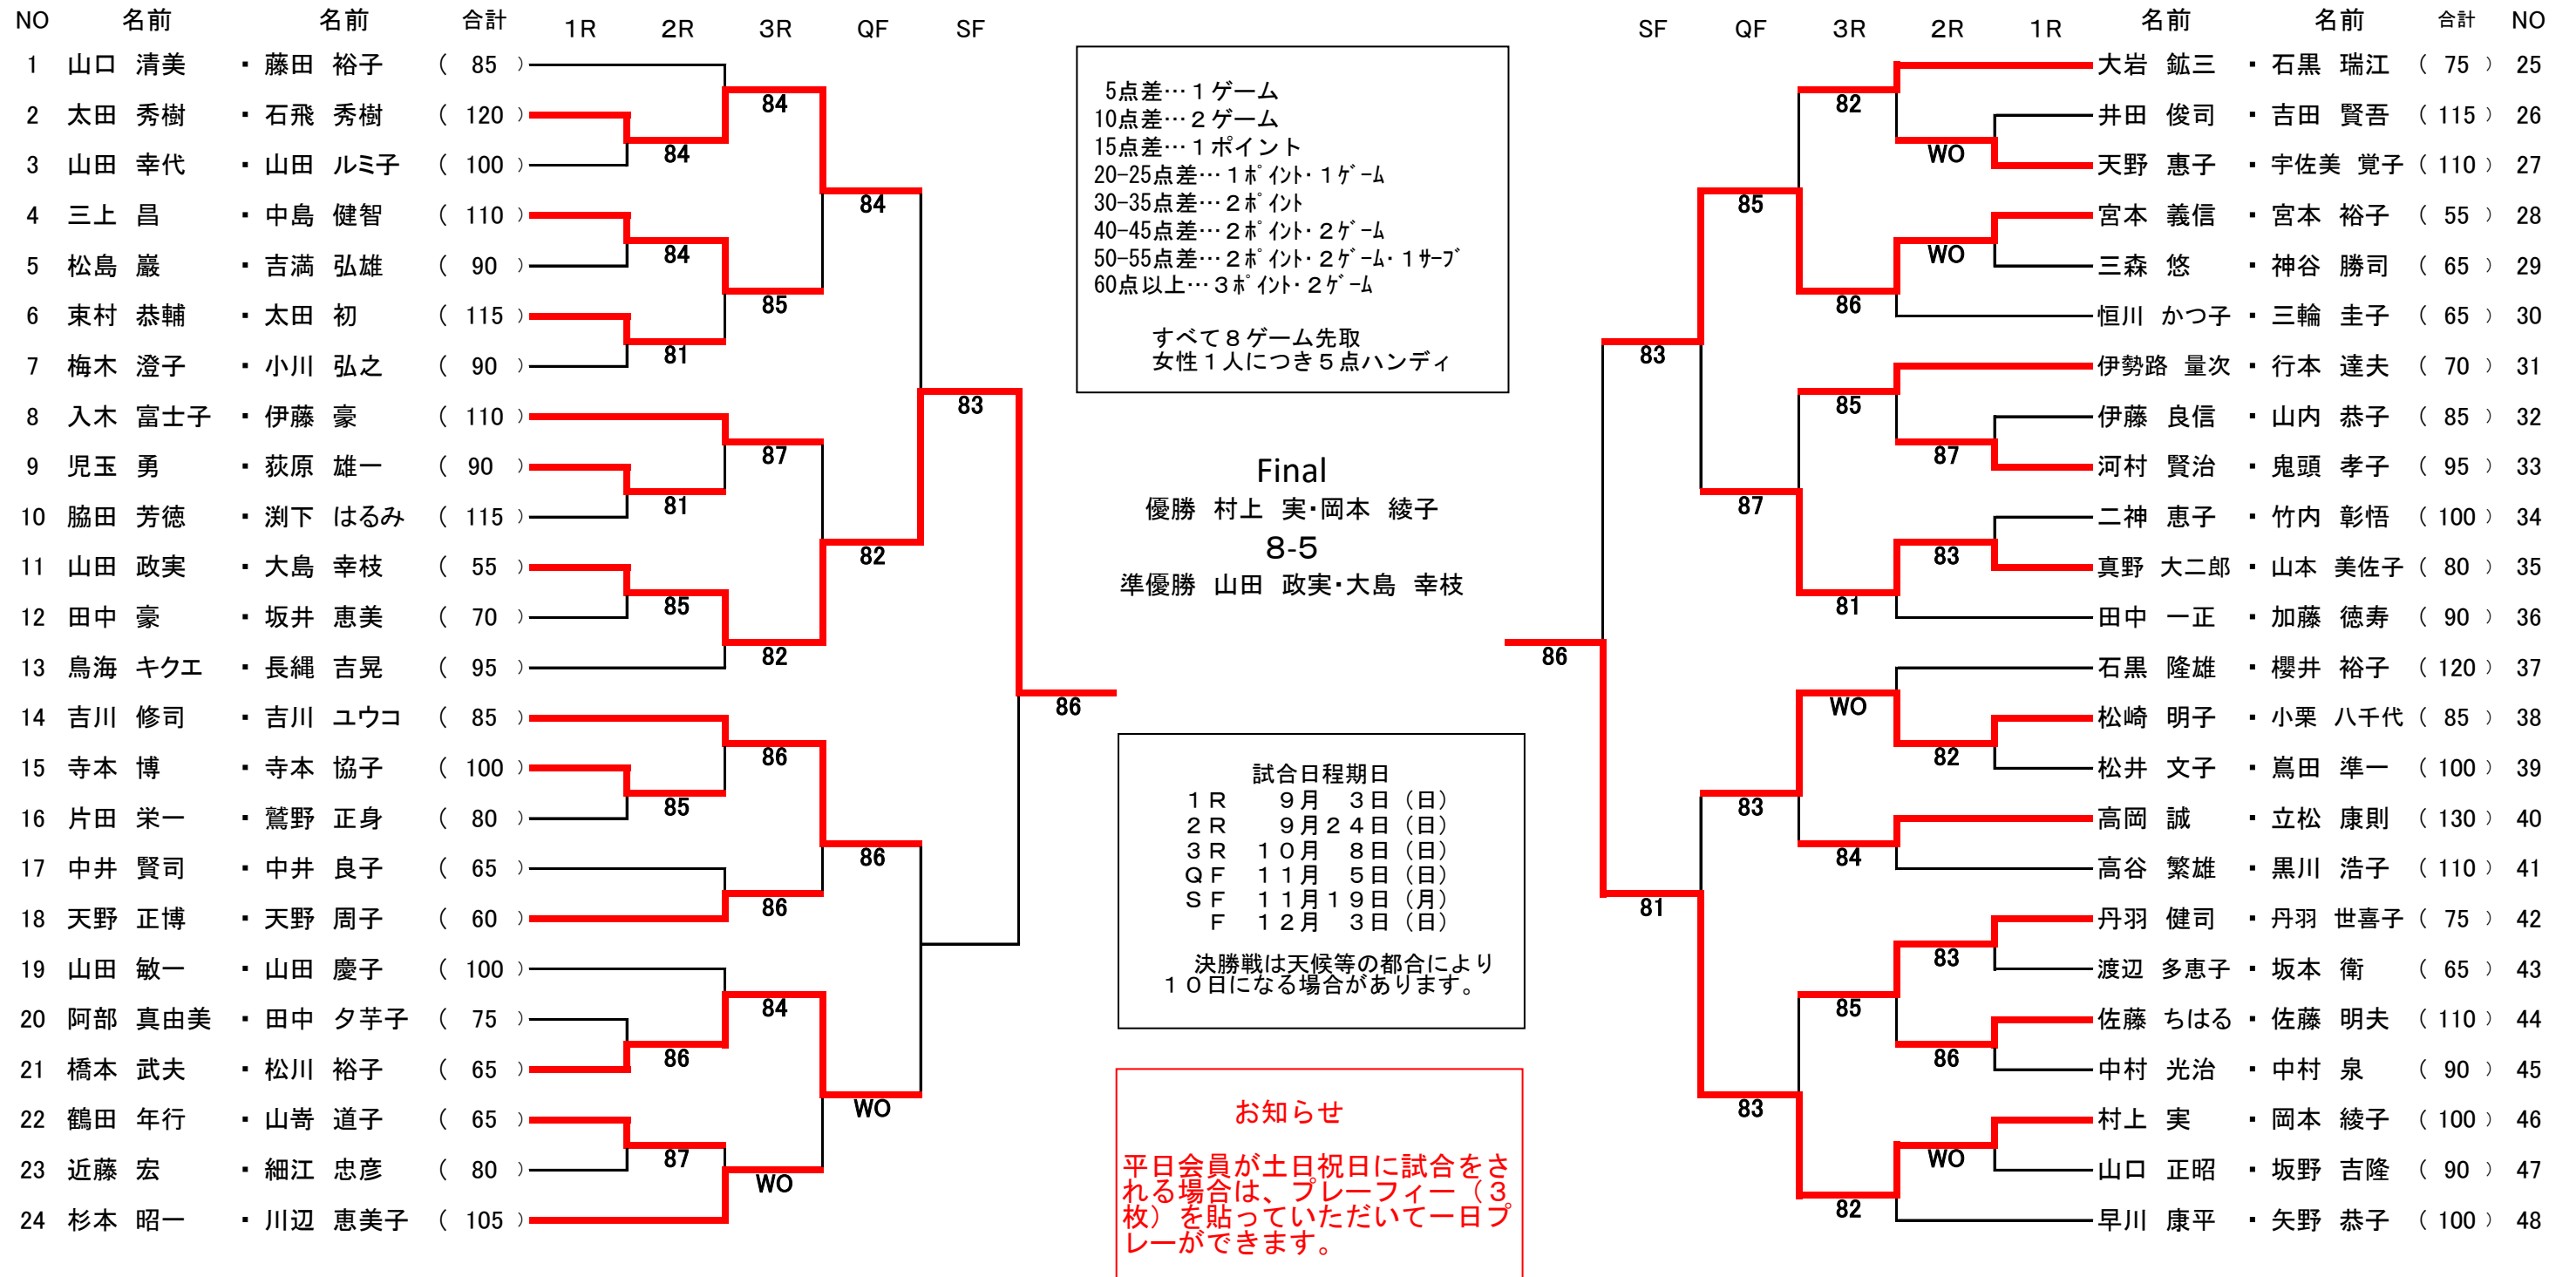 NO 名前 名前 合計 1R 2R 3R QF SF
1 山口 清美 ・ 藤田 裕子 ( 85 )
2 太田 秀樹 ・ 石飛 秀樹 ( 120 )
3 山田 幸代 ・ 山田 ルミ子 ( 100 )
4 三上 昌 ・ 中島 健智 ( 110 )
5 松島 巌 ・ 吉満 弘雄 ( 90 )
6 束村 恭輔 ・ 太田 初 ( 115 )
7 梅木 澄子 ・ 小川 弘之 ( 90 )
8 入木 富士子 ・ 伊藤 豪 ( 110 )
9 児玉 勇 ・ 荻原 雄一 ( 90 )
10 脇田 芳徳 ・ 渕下 はるみ ( 115 )
11 山田 政実 ・ 大島 幸枝 ( 55 )
12 田中 豪 ・ 坂井 恵美 ( 70 )
13 鳥海 キクエ ・ 長縄 吉晃 ( 95 )
14 吉川 修司 ・ 吉川 ユウコ ( 85 )
15 寺本 博 ・ 寺本 協子 ( 100 )
16 片田 栄一 ・ 鷲野 正身 ( 80 )
17 中井 賢司 ・ 中井 良子 ( 65 )
18 天野 正博 ・ 天野 周子 ( 60 )
19 山田 敏一 ・ 山田 慶子 ( 100 )
20 阿部 真由美 ・ 田中 夕芋子 ( 75 )
21 橋本 武夫 ・ 松川 裕子 ( 65 )
22 鶴田 年行 ・ 山嵜 道子 ( 65 )
23 近藤 宏 ・ 細江 忠彦 ( 80 )
24 杉本 昭一 ・ 川辺 恵美子 ( 105 )
84
84
81
81
85
85
86
87
84
85
87
82
86
86
84
WO
84
82
86
WO
83
86
5点差…１ゲーム
10点差…２ゲーム
15点差…１ポイント
20-25点差…１ﾎﾟｲﾝﾄ・１ｹﾞｰﾑ
30-35点差…２ﾎﾟｲﾝﾄ
40-45点差…２ﾎﾟｲﾝﾄ・２ｹﾞｰﾑ
50-55点差…２ﾎﾟｲﾝﾄ・２ｹﾞｰﾑ・１ｻｰﾌﾞ
60点以上…３ﾎﾟｲﾝﾄ・２ｹﾞｰﾑ
すべて８ゲーム先取
女性１人につき５点ハンディ
Final
優勝 村上 実・岡本 綾子
8-5
準優勝 山田 政実・大島 幸枝
試合日程期日
１Ｒ ９月 ３日（日）
２Ｒ ９月２４日（日）
３Ｒ １０月 ８日（日）
ＱＦ １１月 ５日（日）
ＳＦ １１月１９日（月）
Ｆ １２月 ３日（日）
決勝戦は天候等の都合により
１０日になる場合があります。
お知らせ
平日会員が土日祝日に試合をさ
れる場合は、プレーフィー（３
枚）を貼っていただいて一日プ
レーができます。
SF QF 3R 2R 1R 名前 名前 合計 NO
大岩 鉱三 ・ 石黒 瑞江 ( 75 ) 25
井田 俊司 ・ 吉田 賢吾 ( 115 ) 26
天野 惠子 ・ 宇佐美 覚子 ( 110 ) 27
宮本 義信 ・ 宮本 裕子 ( 55 ) 28
三森 悠 ・ 神谷 勝司 ( 65 ) 29
恒川 かつ子 ・ 三輪 圭子 ( 65 ) 30
伊勢路 量次 ・ 行本 達夫 ( 70 ) 31
伊藤 良信 ・ 山内 恭子 ( 85 ) 32
河村 賢治 ・ 鬼頭 孝子 ( 95 ) 33
二神 恵子 ・ 竹内 彰悟 ( 100 ) 34
真野 大二郎 ・ 山本 美佐子 ( 80 ) 35
田中 一正 ・ 加藤 徳寿 ( 90 ) 36
石黒 隆雄 ・ 櫻井 裕子 ( 120 ) 37
松崎 明子 ・ 小栗 八千代 ( 85 ) 38
松井 文子 ・ 嶌田 準一 ( 100 ) 39
高岡 誠 ・ 立松 康則 ( 130 ) 40
高谷 繁雄 ・ 黒川 浩子 ( 110 ) 41
丹羽 健司 ・ 丹羽 世喜子 ( 75 ) 42
渡辺 多恵子 ・ 坂本 衛 ( 65 ) 43
佐藤 ちはる ・ 佐藤 明夫 ( 110 ) 44
中村 光治 ・ 中村 泉 ( 90 ) 45
村上 実 ・ 岡本 綾子 ( 100 ) 46
山口 正昭 ・ 坂野 吉隆 ( 90 ) 47
早川 康平 ・ 矢野 恭子 ( 100 ) 48
WO
WO
87
83
82
83
86
WO
82
86
85
81
WO
84
85
82
85
87
83
83
83
81
86